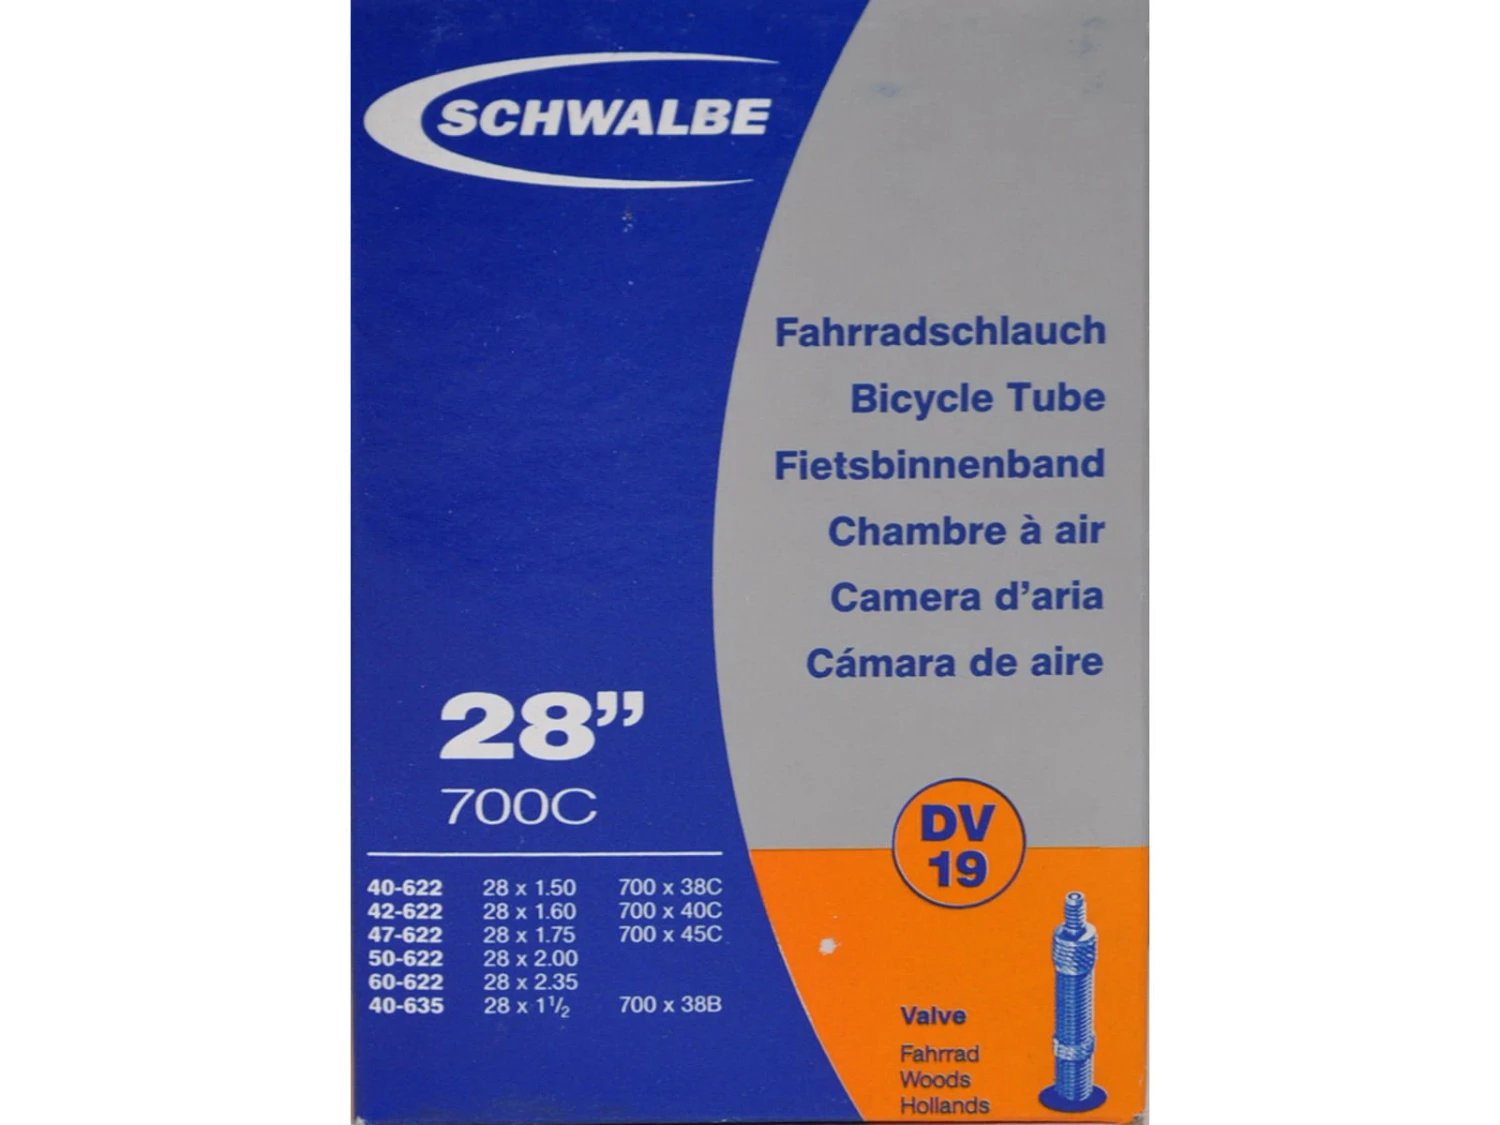 SCHWALBE
Fahrradschlauch
Bicycle Tube
Fietsbinnenband
Chambre à air
Camera d’aria
Cámara de aire
28”
700C
40-622 28 x 1.50 700 x 38C
42-622 28 x 1.60 700 x 40C
47-622 28 x 1.75 700 x 45C
50-622 28 x 2.00
60-622 28 x 2.35
40-635 28 x 1 1/2 700 x 38B
DV
19
Valve
Fahrrad
Woods
Hollands